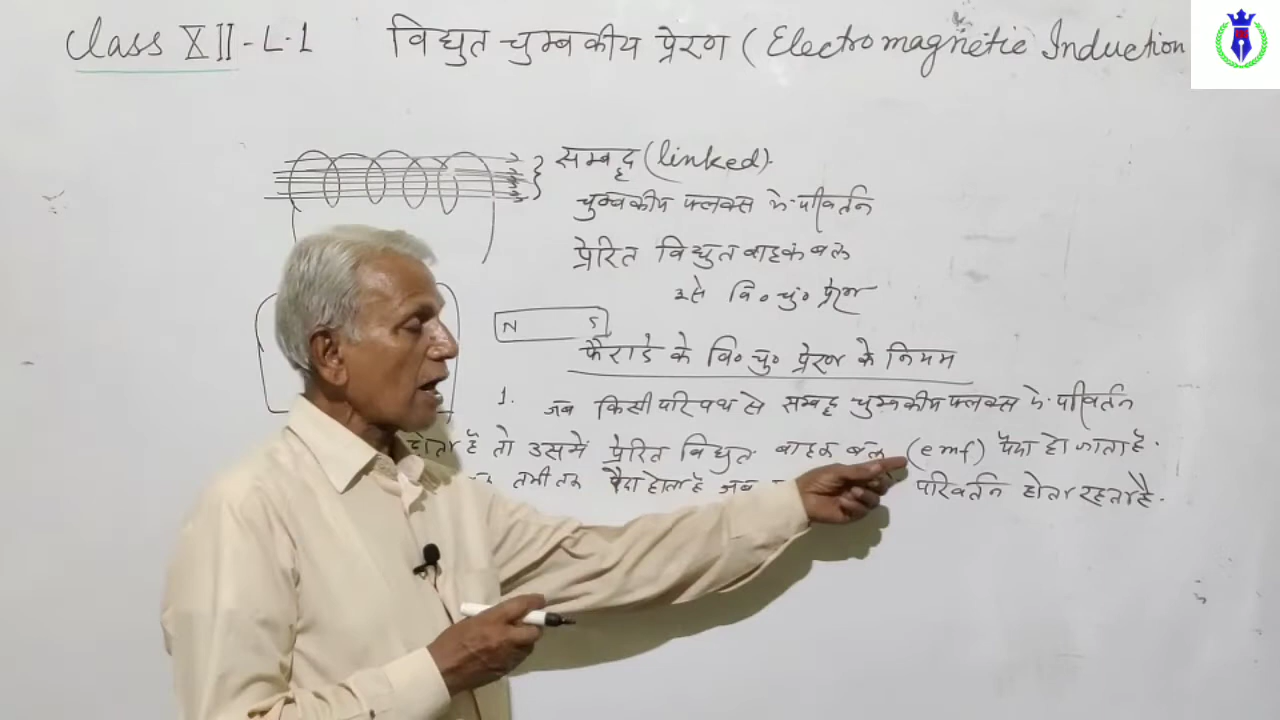 Class XII - L.1 विद्युत चुम्बकीय प्रेरण (Electromagnetic Induction
सम्बद्ध (linked).
चुम्बकीय फ्लक्स में परिवर्तन
प्रेरित विद्युत वाहक बल
उसे वि० चु० प्रेरण
N S
फैराडे के वि० चु० प्रेरण के नियम
1. जब किसी परिपथ से सम्बद्ध चुम्बकीय फ्लक्स में परिवर्तन
होता है तो उसमें प्रेरित विद्युत वाहक बल (emf) पैदा हो जाता है.
तभी तक पैदा होता है जब परिवर्तन होता रहता है.